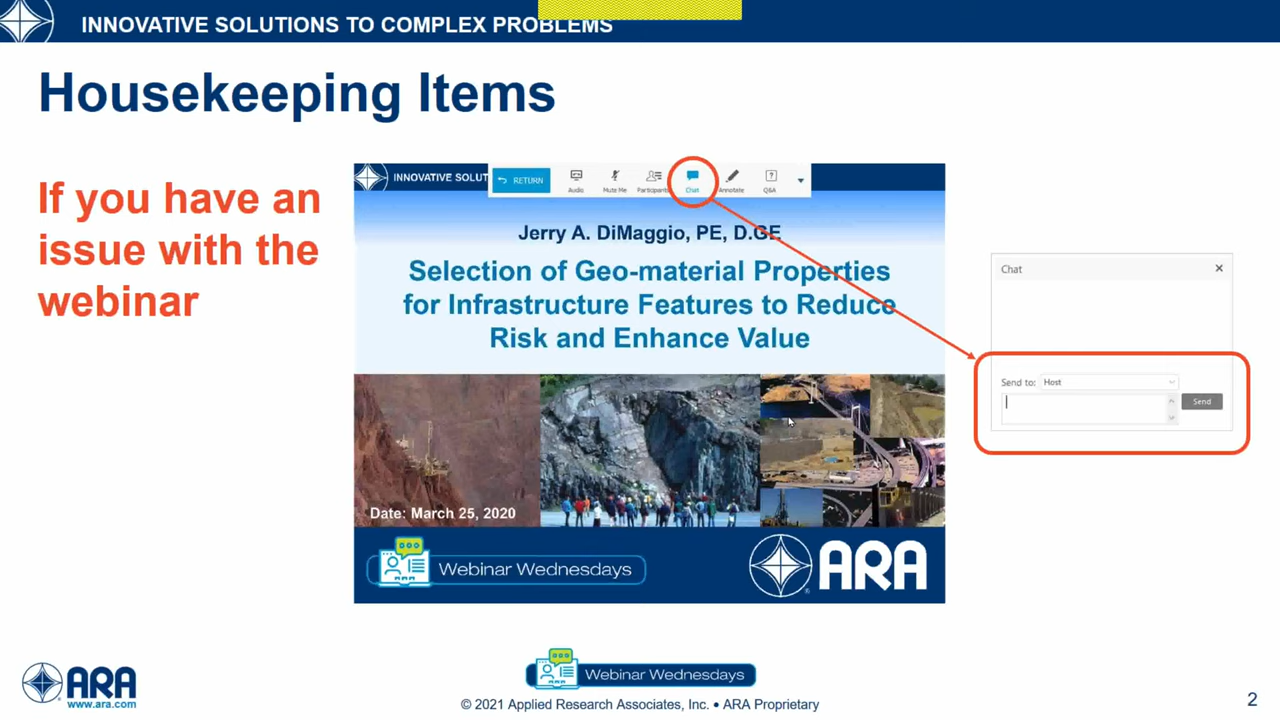 INNOVATIVE SOLUTIONS TO COMPLEX PROBLEMS
Housekeeping Items
If you have an
issue with the
webinar
INNOVATIVE SOLUT
RETURN
Audio
Mute Me
Participants
Chat
Annotate
Q&A
Jerry A. DiMaggio, PE, D.GE
Selection of Geo-material Properties
for Infrastructure Features to Reduce
Risk and Enhance Value
Date: March 25, 2020
Webinar Wednesdays
ARA
Chat
Send to: Host
Send
ARA
www.ara.com
Webinar Wednesdays
© 2021 Applied Research Associates, Inc. • ARA Proprietary
2